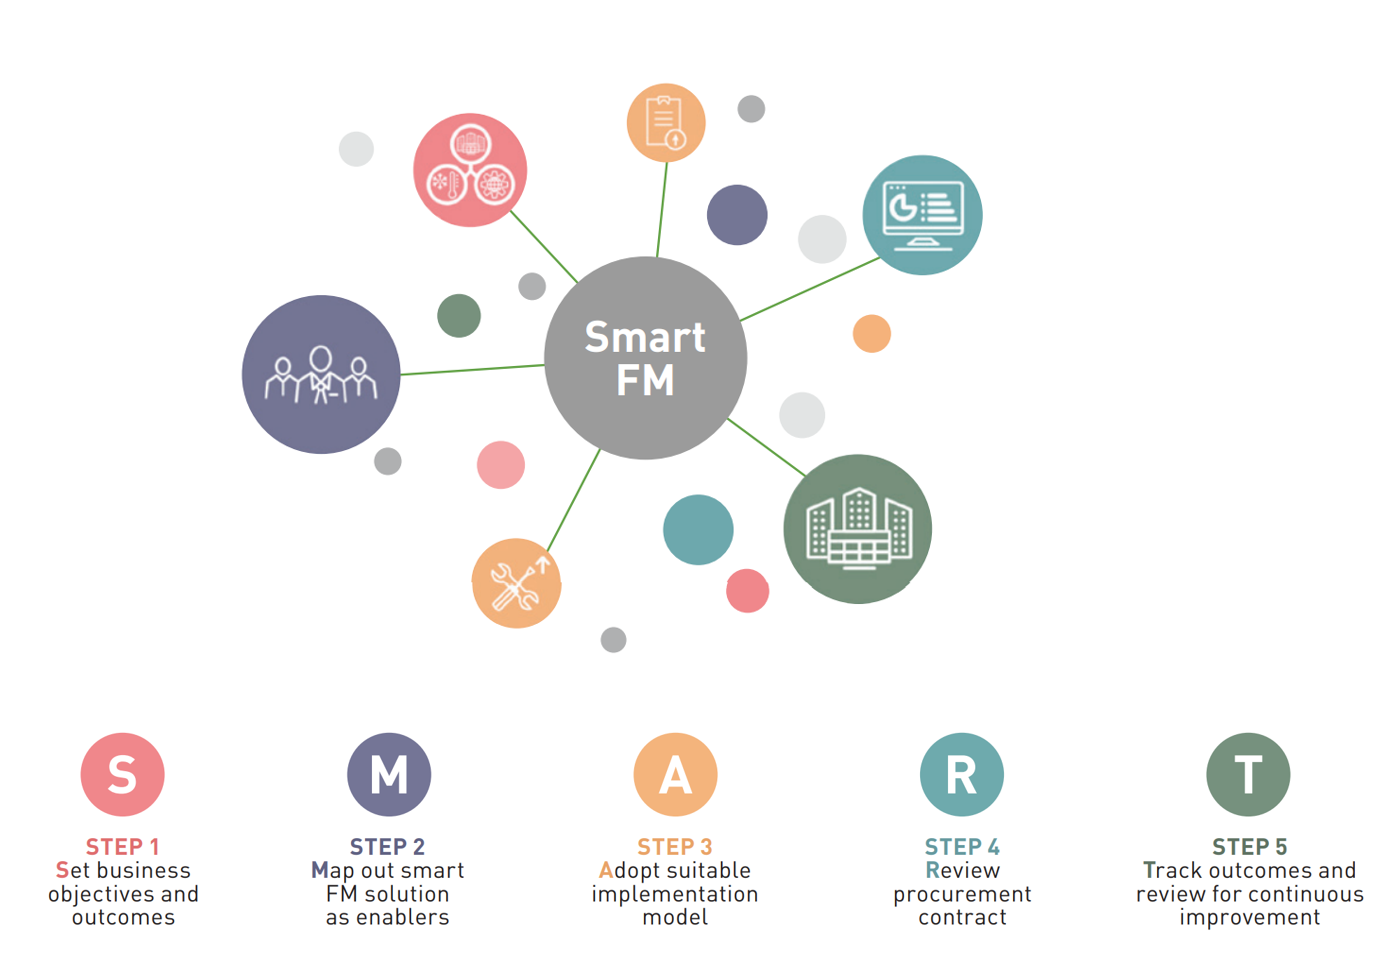 Smart
FM
S
M
A
R
T
STEP 1
Set business
objectives and
outcomes
STEP 2
Map out smart
FM solution
as enablers
STEP 3
Adopt suitable
implementation
model
STEP 4
Review
procurement
contract
STEP 5
Track outcomes and
review for continuous
improvement